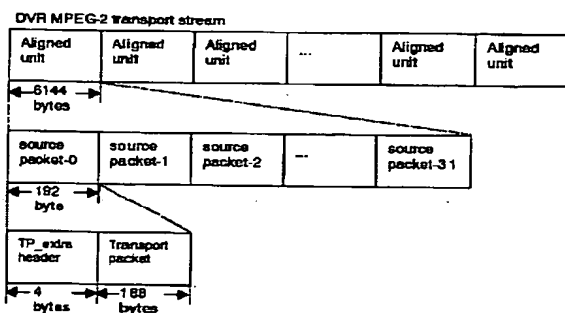 DVR MPEG-2 transport stream
Aligned unit Aligned unit Aligned unit ... Aligned unit Aligned unit
6144 bytes
source packet-0 source packet-1 source packet-2 ... source packet-31
192 byte
TP_extra header Transport packet
4 bytes 188 bytes